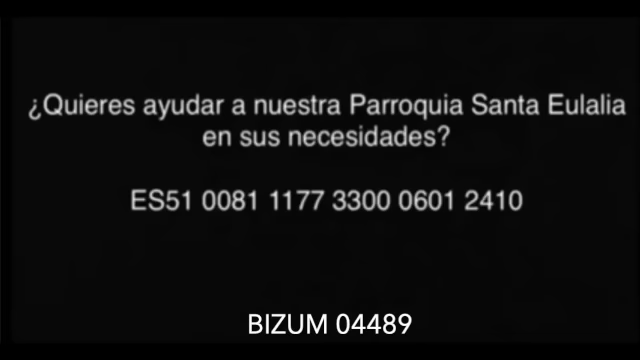 ¿Quieres ayudar a nuestra Parroquia Santa Eulalia
en sus necesidades?
ES51 0081 1177 3300 0601 2410
BIZUM 04489